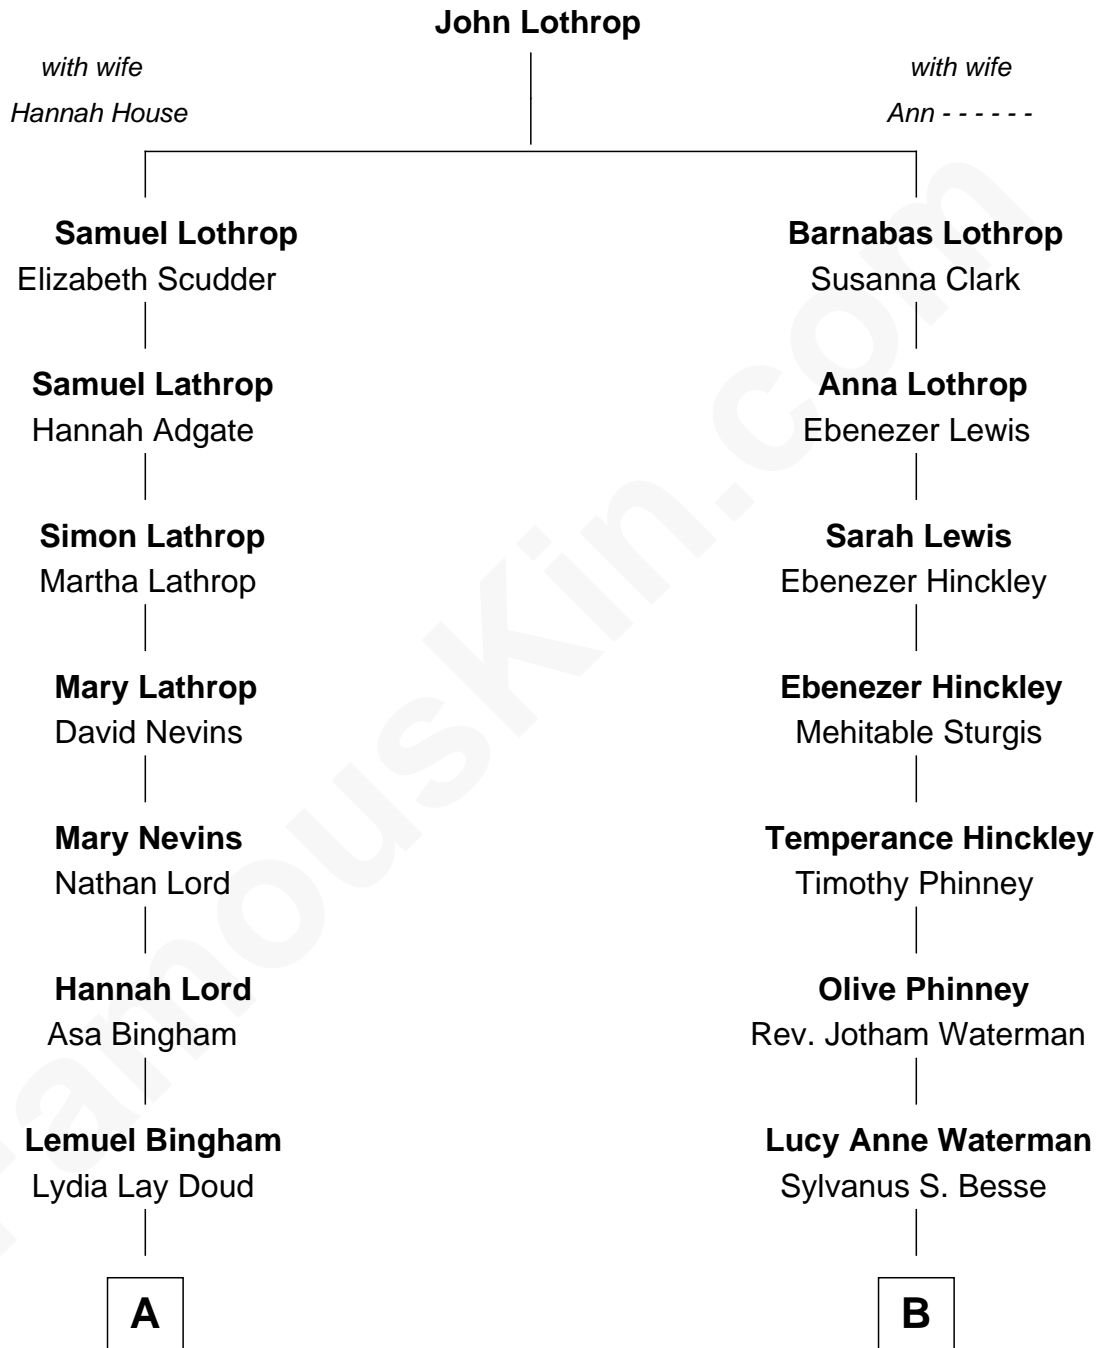 John Lothrop
with wife
Hannah House
with wife
Ann - - - - - -
Samuel Lothrop
Elizabeth Scudder
Barnabas Lothrop
Susanna Clark
Samuel Lathrop
Hannah Adgate
Anna Lothrop
Ebenezer Lewis
Simon Lathrop
Martha Lathrop
Sarah Lewis
Ebenezer Hinckley
Mary Lathrop
David Nevins
Ebenezer Hinckley
Mehitable Sturgis
Mary Nevins
Nathan Lord
Temperance Hinckley
Timothy Phinney
Hannah Lord
Asa Bingham
Olive Phinney
Rev. Jotham Waterman
Lemuel Bingham
Lydia Lay Doud
Lucy Anne Waterman
Sylvanus S. Besse
A
B
FamousKin.com